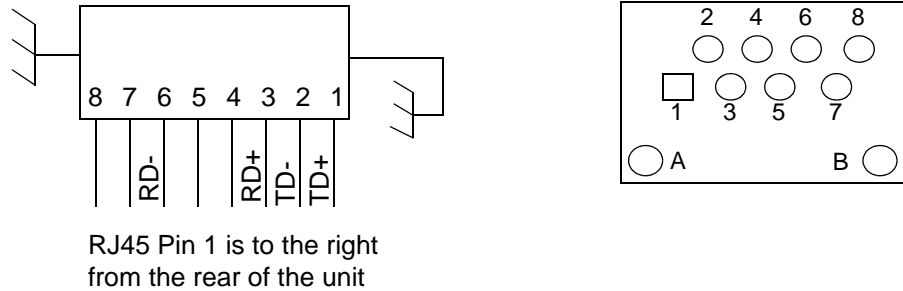 8 7 6 5 4 3 2 1
RD- RD+ TD- TD+
RJ45 Pin 1 is to the right
from the rear of the unit
2 4 6 8
1 3 5 7
A B